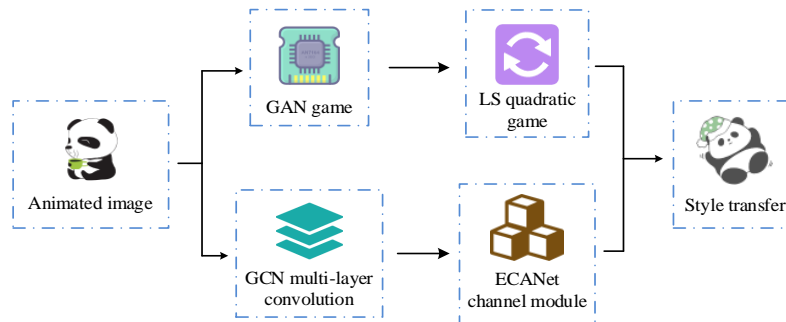 GAN game
LS quadratic
game
Animated image
Style transfer
GCN multi-layer
convolution
ECANet
channel module